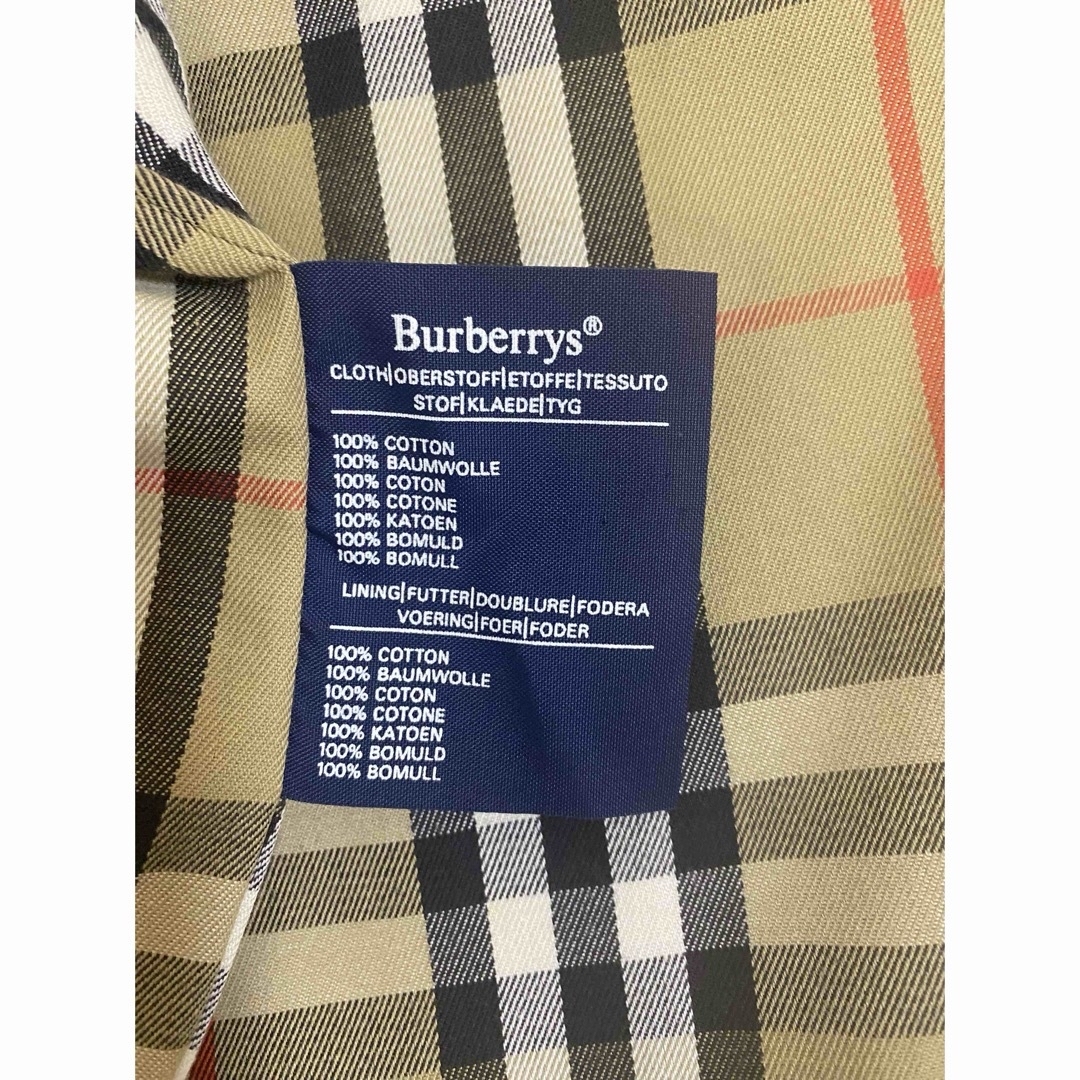 Burberrys®
CLOTH|OBERSTOFF|ETOFFE|TESSUTO
STOF|KLAEDE|TYG
100% COTTON
100% BAUMWOLLE
100% COTON
100% COTONE
100% KATOEN
100% BOMULD
100% BOMULL
LINING|FUTTER|DOUBLURE|FODERA
VOERING|FOER|FODER
100% COTTON
100% BAUMWOLLE
100% COTON
100% COTONE
100% KATOEN
100% BOMULD
100% BOMULL